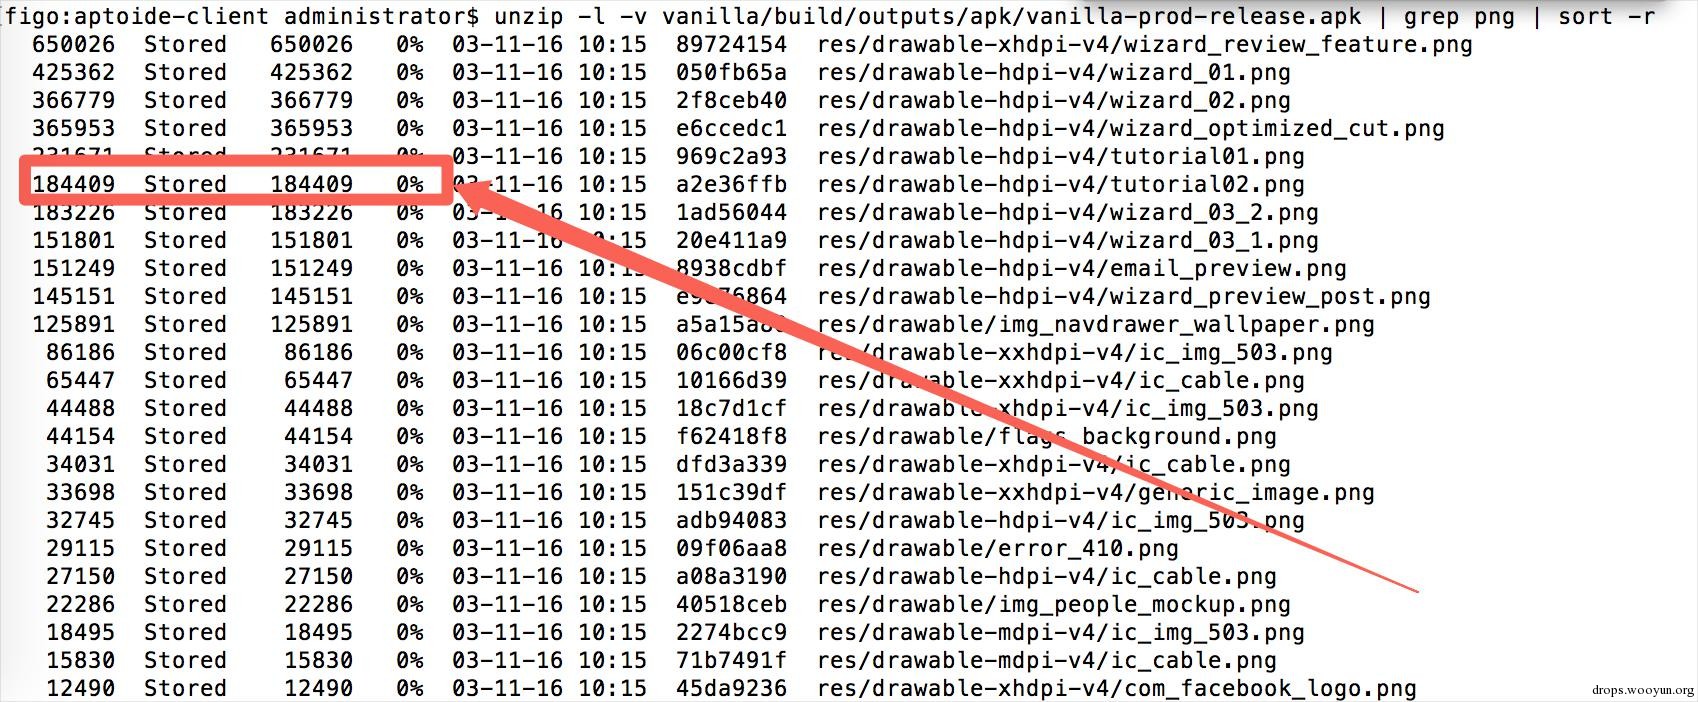 figo:aptoide-client administrator$ unzip -l -v vanilla/build/outputs/apk/vanilla-prod-release.apk | grep png | sort -r
650026 Stored 650026 0% 03-11-16 10:15 89724154 res/drawable-xhdpi-v4/wizard_review_feature.png
425362 Stored 425362 0% 03-11-16 10:15 050fb65a res/drawable-hdpi-v4/wizard_01.png
366779 Stored 366779 0% 03-11-16 10:15 2f8ceb40 res/drawable-hdpi-v4/wizard_02.png
365953 Stored 365953 0% 03-11-16 10:15 e6ccedc1 res/drawable-hdpi-v4/wizard_optimized_cut.png
231671 Stored 231671 0% 03-11-16 10:15 969c2a93 res/drawable-hdpi-v4/tutorial01.png
184409 Stored 184409 0% 03-11-16 10:15 a2e36ffb res/drawable-hdpi-v4/tutorial02.png
183226 Stored 183226 0% 03-11-16 10:15 1ad56044 res/drawable-hdpi-v4/wizard_03_2.png
151801 Stored 151801 0% 03-11-16 10:15 20e411a9 res/drawable-hdpi-v4/wizard_03_1.png
151249 Stored 151249 0% 03-11-16 10:15 8938cdbf res/drawable-hdpi-v4/email_preview.png
145151 Stored 145151 0% 03-11-16 10:15 res/drawable-hdpi-v4/wizard_preview_post.png
125891 Stored 125891 0% 03-11-16 10:15 res/drawable/img_navdrawer_wallpaper.png
86186 Stored 86186 0% 03-11-16 10:15 06c00cf8 res/drawable-xxhdpi-v4/ic_img_503.png
65447 Stored 65447 0% 03-11-16 10:15 10166d39 res/drawable-xxhdpi-v4/ic_cable.png
44488 Stored 44488 0% 03-11-16 10:15 18c7d1cf res/drawable-xhdpi-v4/ic_img_503.png
44154 Stored 44154 0% 03-11-16 10:15 f62418f8 res/drawable/flags_background.png
34031 Stored 34031 0% 03-11-16 10:15 dfd3a339 res/drawable-xhdpi-v4/ic_cable.png
33698 Stored 33698 0% 03-11-16 10:15 151c39df res/drawable-xxhdpi-v4/generic_image.png
32745 Stored 32745 0% 03-11-16 10:15 adb94083 res/drawable-hdpi-v4/ic_img_503.png
29115 Stored 29115 0% 03-11-16 10:15 09f06aa8 res/drawable/error_410.png
27150 Stored 27150 0% 03-11-16 10:15 a08a3190 res/drawable-hdpi-v4/ic_cable.png
22286 Stored 22286 0% 03-11-16 10:15 40518ceb res/drawable/img_people_mockup.png
18495 Stored 18495 0% 03-11-16 10:15 2274bcc9 res/drawable-mdpi-v4/ic_img_503.png
15830 Stored 15830 0% 03-11-16 10:15 71b7491f res/drawable-mdpi-v4/ic_cable.png
12490 Stored 12490 0% 03-11-16 10:15 45da9236 res/drawable-xhdpi-v4/com_facebook_logo.png
drops.wooyun.org